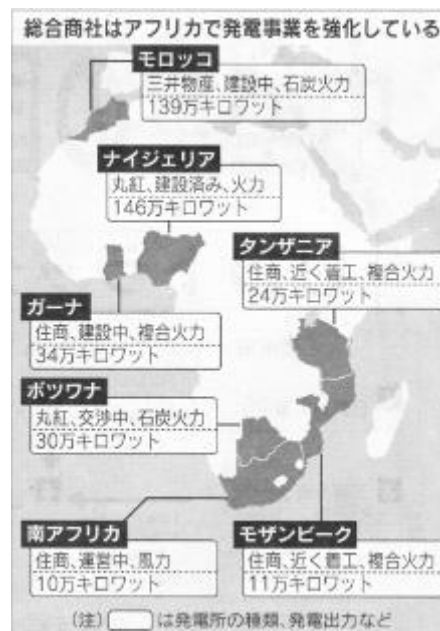 総合商社はアフリカで発電事業を強化している
モロッコ
三井物産、建設中、石炭火力
139万キロワット
ナイジェリア
丸紅、建設済み、火力
146万キロワット
タンザニア
住商、近く着工、複合火力
24万キロワット
ガーナ
住商、建設中、複合火力
34万キロワット
ボツワナ
丸紅、交渉中、石炭火力
30万キロワット
南アフリカ
住商、運営中、風力
10万キロワット
モザンビーク
住商、近く着工、複合火力
11万キロワット
(注) は発電所の種類、発電出力など